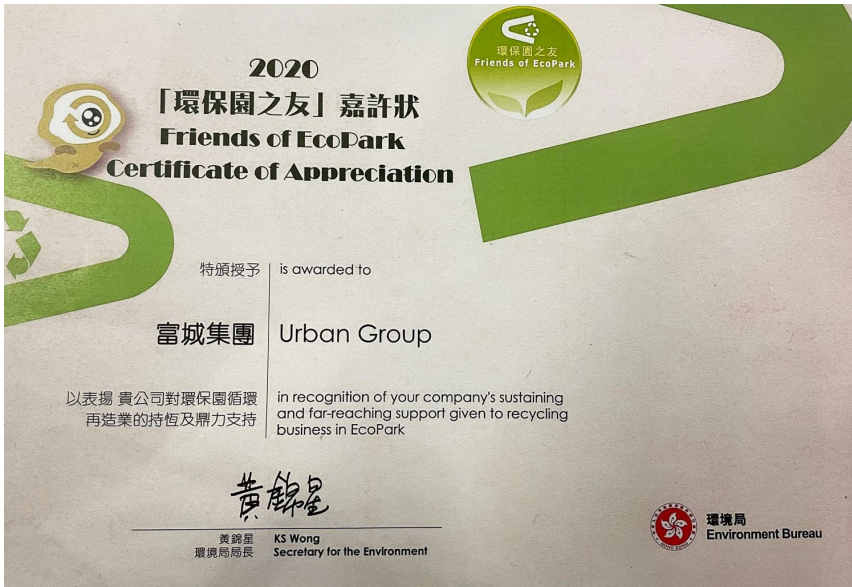 2020
「環保園之友」嘉許狀
Friends of EcoPark
Certificate of Appreciation
環保園之友
Friends of EcoPark
特頒授予
is awarded to
富城集團
Urban Group
以表揚 貴公司對環保園循環
再造業的持恆及鼎力支持
in recognition of your company's sustaining
and far-reaching support given to recycling
business in EcoPark
黃錦星
黃錦星
環境局局長
KS Wong
Secretary for the Environment
環境局
Environment Bureau